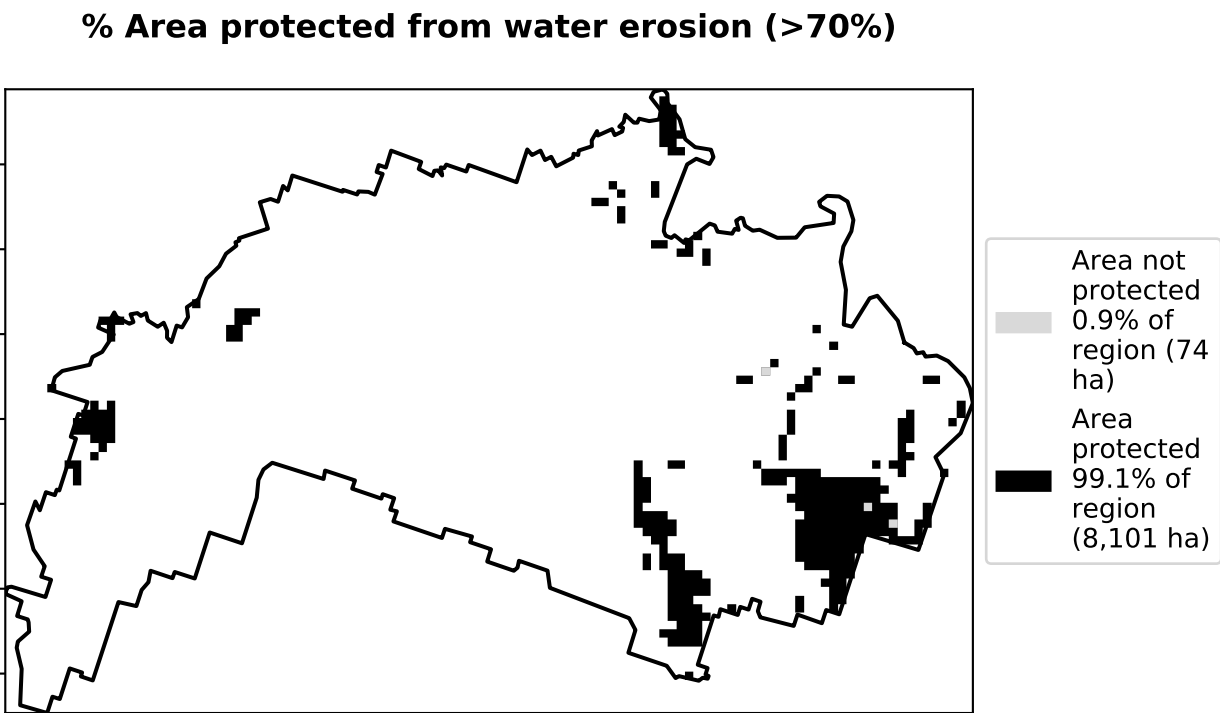 % Area protected from water erosion (>70%)
Area not
protected
0.9% of
region (74
ha)
Area
protected
99.1% of
region
(8,101 ha)